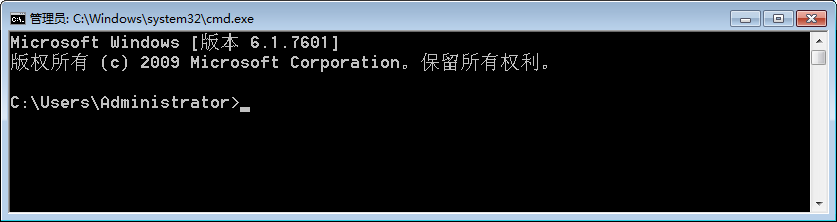 管理员: C:\Windows\system32\cmd.exe
Microsoft Windows [版本 6.1.7601]
版权所有 (c) 2009 Microsoft Corporation。保留所有权利。
C:\Users\Administrator>